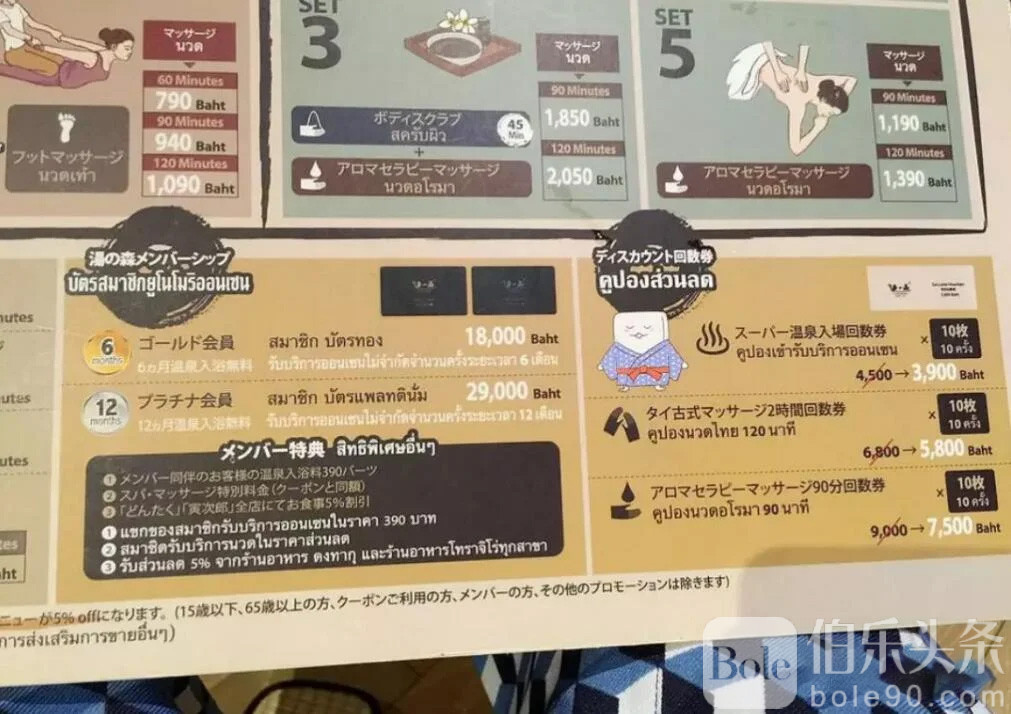 マッサージ
นวด
60 Minutes
790 Baht
90 Minutes
940 Baht
120 Minutes
1,090 Baht
フットマッサージ
นวดเท้า
SET
3
マッサージ
นวด
90 Minutes
1,850 Baht
120 Minutes
2,050 Baht
ボディスクラブ
สครับผิว
45
Min
+
アロマセラピーマッサージ
นวดอโรมา
SET
5
マッサージ
นวด
90 Minutes
1,190 Baht
120 Minutes
1,390 Baht
アロマセラピーマッサージ
นวดอโรมา
湯の森メンバーシップ
บัตรสมาชิกยูโนโมริออนเซน
6
months
ゴールド会員 สมาชิก บัตรทอง 18,000 Baht
6ヵ月温泉入浴無料 รับบริการออนเซนไม่จำกัดจำนวนครั้งระยะเวลา 6 เดือน
12
months
プラチナ会員 สมาชิก บัตรแพลทตินั่ม 29,000 Baht
12ヵ月温泉入浴無料 รับบริการออนเซนไม่จำกัดจำนวนครั้งระยะเวลา 12 เดือน
メンバー特典 สิทธิพิเศษอื่นๆ
1 メンバー同伴のお客様の温泉入浴料390バーツ
2 スパ・マッサージ特別料金(クーポンと同額)
3 「どんたく」「寅次郎」全店にてお食事5%割引
1 แขกของสมาชิกรับบริการออนเซนในราคา 390 บาท
2 สมาชิกรับบริการนวดในราคาส่วนลด
3 รับส่วนลด 5% จากร้านอาหาร ดงทากุ และร้านอาหารโทราจิโร่ทุกสาขา
ディスカウント回数券
คูปองส่วนลด
スーパー温泉入場回数券
คูปองเข้ารับบริการออนเซน
× 10枚
10 ครั้ง
4,500 → 3,900 Baht
タイ古式マッサージ2時間回数券
คูปองนวดไทย 120 นาที
× 10枚
10 ครั้ง
6,800 → 5,800 Baht
アロマセラピーマッサージ90分回数券
คูปองนวดอโรมา 90 นาที
× 10枚
10 ครั้ง
9,000 → 7,500 Baht
nutes
utes
utes
tes
ht
ニューが5% offになります。(15歳以下、65歳以上の方、クーポンご利用の方、メンバーの方、その他のプロモーションは除きます)
การส่งเสริมการขายอื่นๆ)
Bole 伯乐头条
bole90.com